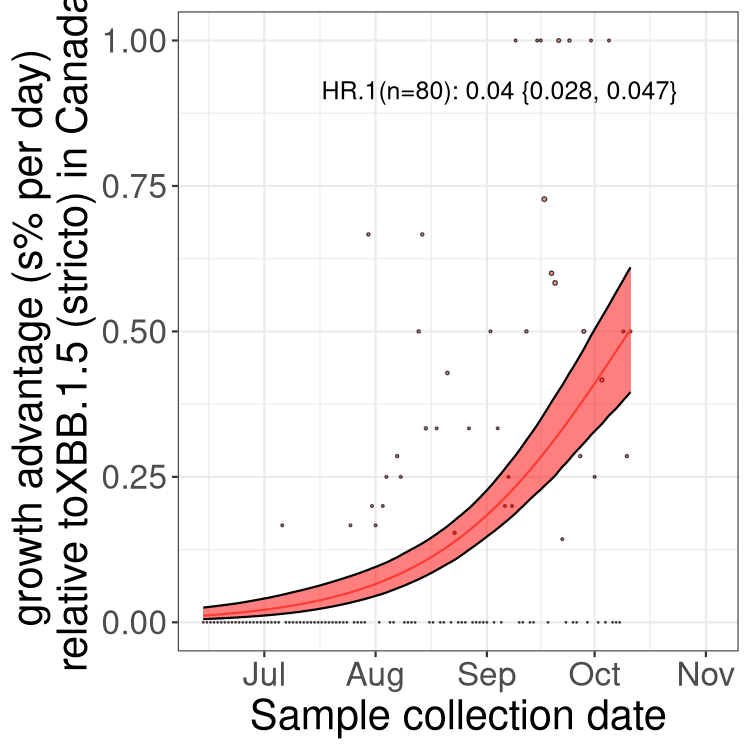 growth advantage (s% per day)
relative toXBB.1.5 (stricto) in Canada
1.00
0.75
0.50
0.25
0.00
HR.1(n=80): 0.04 {0.028, 0.047}
Jul Aug Sep Oct Nov
Sample collection date